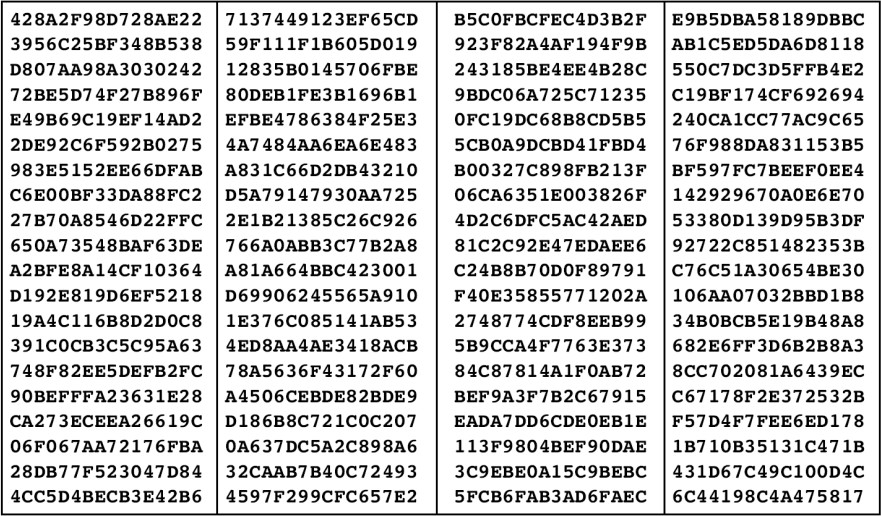 428A2F98D728AE22 7137449123EF65CD B5C0FBCFEC4D3B2F E9B5DBA58189DBBC
3956C25BF348B538 59F111F1B605D019 923F82A4AF194F9B AB1C5ED5DA6D8118
D807AA98A3030242 12835B0145706FBE 243185BE4EE4B28C 550C7DC3D5FFB4E2
72BE5D74F27B896F 80DEB1FE3B1696B1 9BDC06A725C71235 C19BF174CF692694
E49B69C19EF14AD2 EFBE4786384F25E3 0FC19DC68B8CD5B5 240CA1CC77AC9C65
2DE92C6F592B0275 4A7484AA6EA6E483 5CB0A9DCBD41FBD4 76F988DA831153B5
983E5152EE66DFAB A831C66D2DB43210 B00327C898FB213F BF597FC7BEEF0EE4
C6E00BF33DA88FC2 D5A79147930AA725 06CA6351E003826F 142929670A0E6E70
27B70A8546D22FFC 2E1B21385C26C926 4D2C6DFC5AC42AED 53380D139D95B3DF
650A73548BAF63DE 766A0ABB3C77B2A8 81C2C92E47EDAEE6 92722C851482353B
A2BFE8A14CF10364 A81A664BBC423001 C24B8B70D0F89791 C76C51A30654BE30
D192E819D6EF5218 D69906245565A910 F40E35855771202A 106AA07032BBD1B8
19A4C116B8D2D0C8 1E376C085141AB53 2748774CDF8EEB99 34B0BCB5E19B48A8
391C0CB3C5C95A63 4ED8AA4AE3418ACB 5B9CCA4F7763E373 682E6FF3D6B2B8A3
748F82EE5DEFB2FC 78A5636F43172F60 84C87814A1F0AB72 8CC702081A6439EC
90BEFFFA23631E28 A4506CEBDE82BDE9 BEF9A3F7B2C67915 C67178F2E372532B
CA273ECEEA26619C D186B8C721C0C207 EADA7DD6CDE0EB1E F57D4F7FEE6ED178
06F067AA72176FBA 0A637DC5A2C898A6 113F9804BEF90DAE 1B710B35131C471B
28DB77F523047D84 32CAAB7B40C72493 3C9EBE0A15C9BEBC 431D67C49C100D4C
4CC5D4BECB3E42B6 4597F299CFC657E2 5FCB6FAB3AD6FAEC 6C44198C4A475817